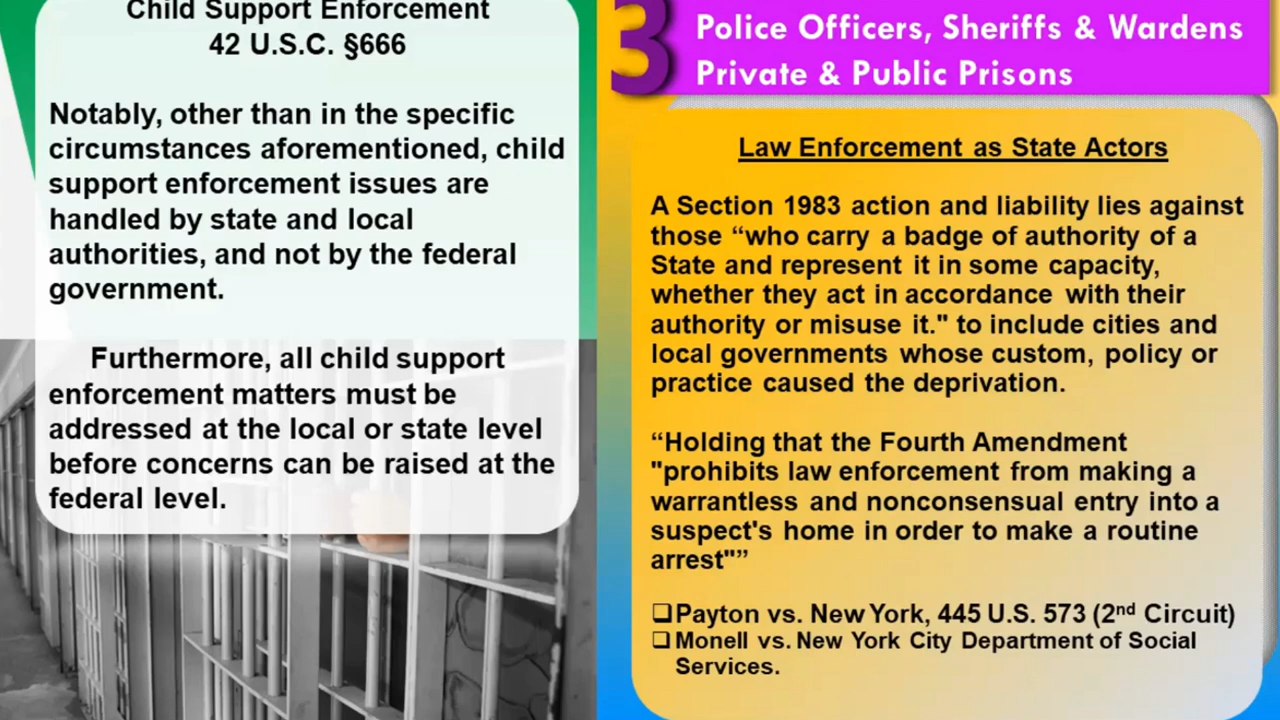 Child Support Enforcement
42 U.S.C. §666
Notably, other than in the specific
circumstances aforementioned, child
support enforcement issues are
handled by state and local
authorities, and not by the federal
government.
Furthermore, all child support
enforcement matters must be
addressed at the local or state level
before concerns can be raised at the
federal level.
3
Police Officers, Sheriffs & Wardens
Private & Public Prisons
Law Enforcement as State Actors
A Section 1983 action and liability lies against
those “who carry a badge of authority of a
State and represent it in some capacity,
whether they act in accordance with their
authority or misuse it." to include cities and
local governments whose custom, policy or
practice caused the deprivation.
“Holding that the Fourth Amendment
"prohibits law enforcement from making a
warrantless and nonconsensual entry into a
suspect's home in order to make a routine
arrest"”
❑Payton vs. New York, 445 U.S. 573 (2nd Circuit)
❑Monell vs. New York City Department of Social
Services.